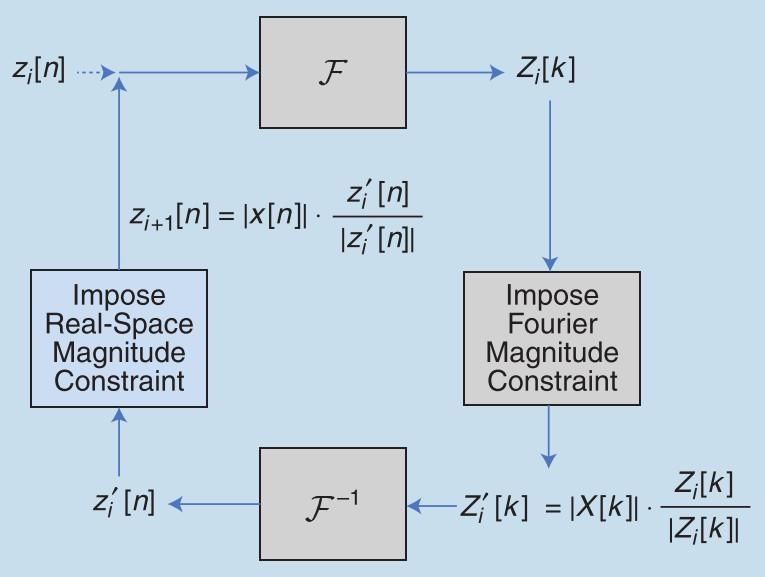 z_i[n]
ℱ
Z_i[k]
z_{i+1}[n] = |x[n]| · z_i′[n] / |z_i′[n]|
Impose
Real-Space
Magnitude
Constraint
Impose
Fourier
Magnitude
Constraint
z_i′[n]
ℱ^{−1}
Z_i′[k] = |X[k]| · Z_i[k] / |Z_i[k]|